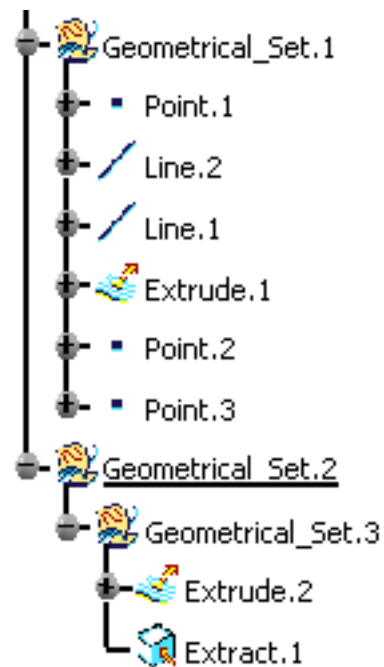 Geometrical_Set.1
Point.1
Line.2
Line.1
Extrude.1
Point.2
Point.3
Geometrical_Set.2
Geometrical_Set.3
Extrude.2
Extract.1